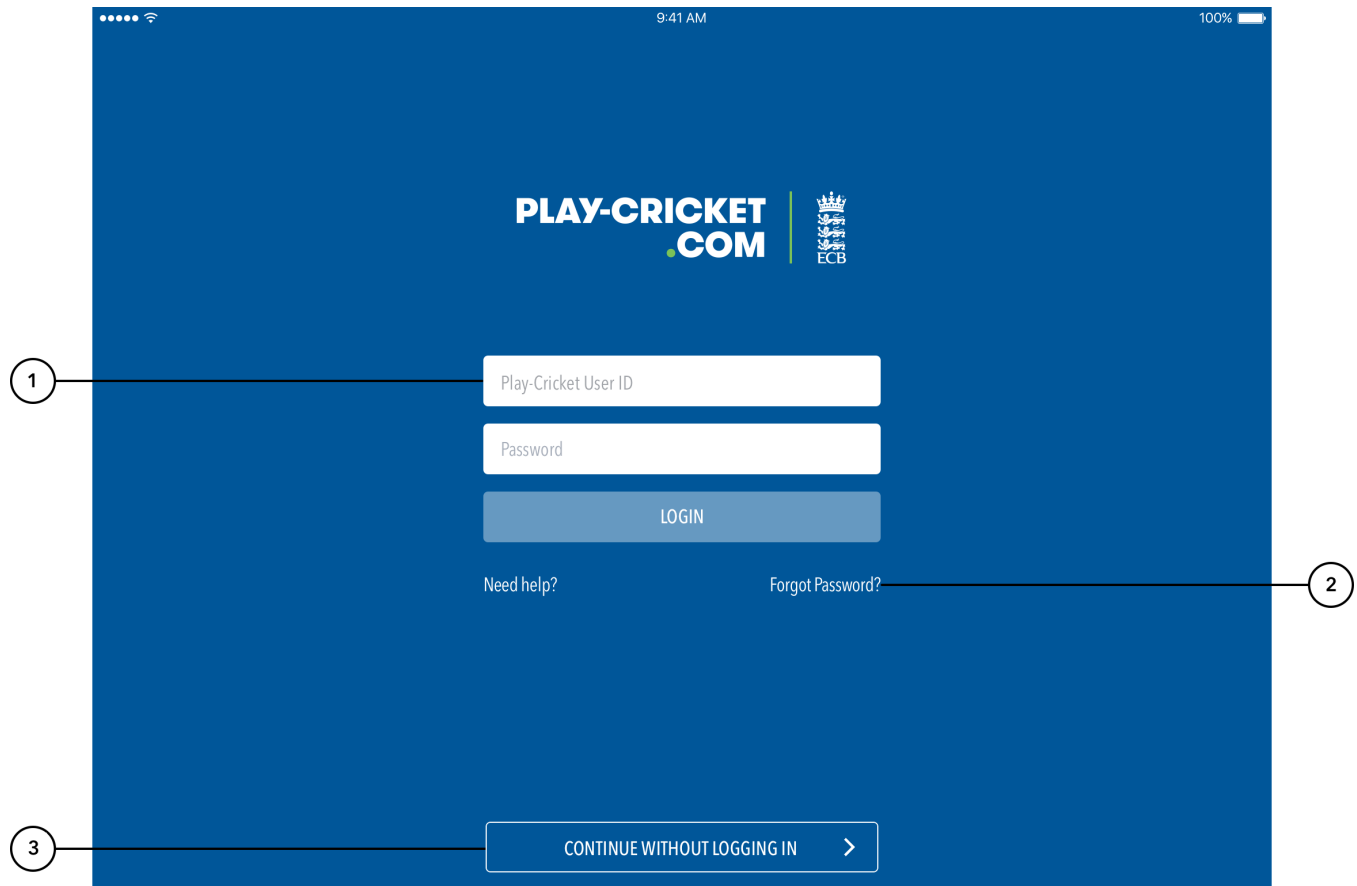 9:41 AM
100%
PLAY-CRICKET
.COM
ECB
1
Play-Cricket User ID
Password
LOGIN
Need help?
Forgot Password?
2
3
CONTINUE WITHOUT LOGGING IN